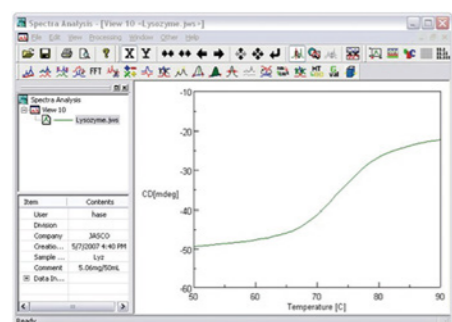 Spectra Analysis - [View 10 <Lysozyme.jws>]
File Edit View Processing Window Other Help
X Y
FFT
HT
Spectra Analysis
View 10
Lysozyme.jws
Item Contents
User hase
Division
Company JASCO
Creatio... 5/7/2007 4:40 PM
Sample ... Lyz
Comment 5.06mg/50mL
Data In...
-10
-20
-30
CD[mdeg]
-40
-50
-60
50 60 70 80 90
Temperature [C]
Ready